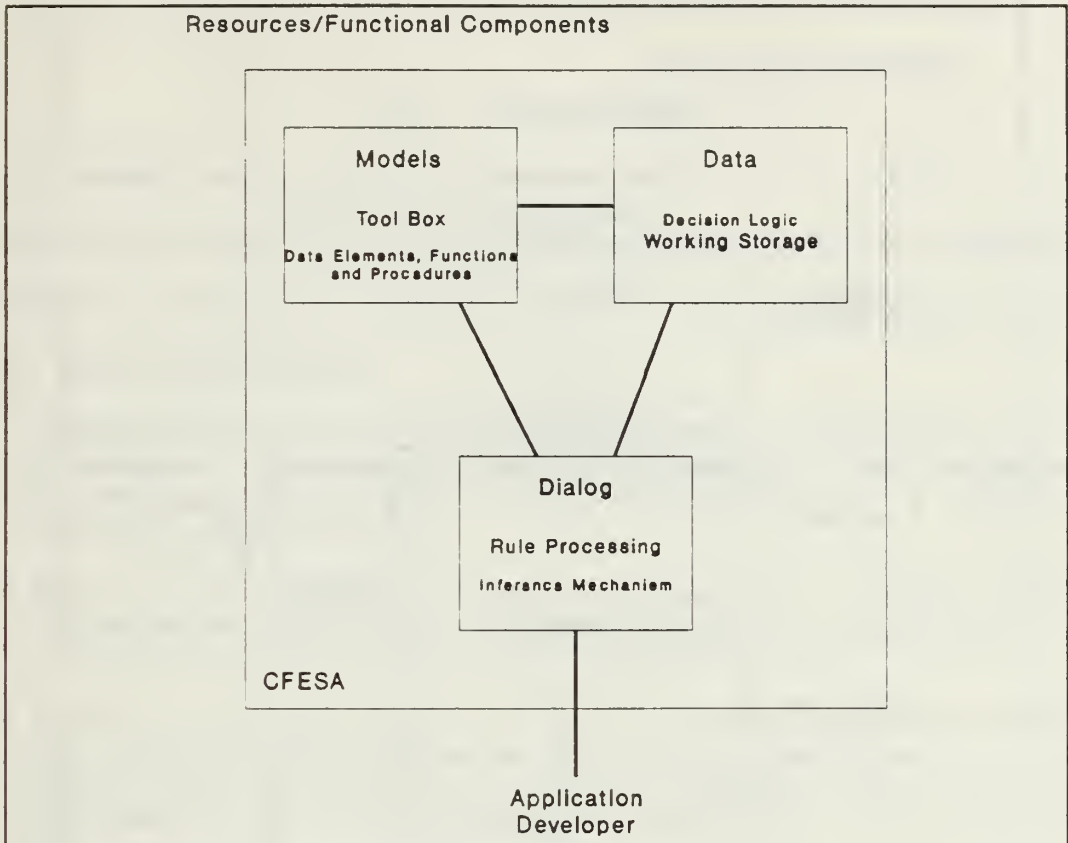 Resources/Functional Components
Models
Tool Box
Data Elements, Functions
and Procedures
Data
Decision Logic
Working Storage
Dialog
Rule Processing
Inference Mechanism
CFESA
Application
Developer